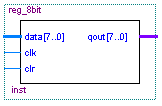 reg_8bit
data[7..0] qout[7..0]
clk
clr
inst